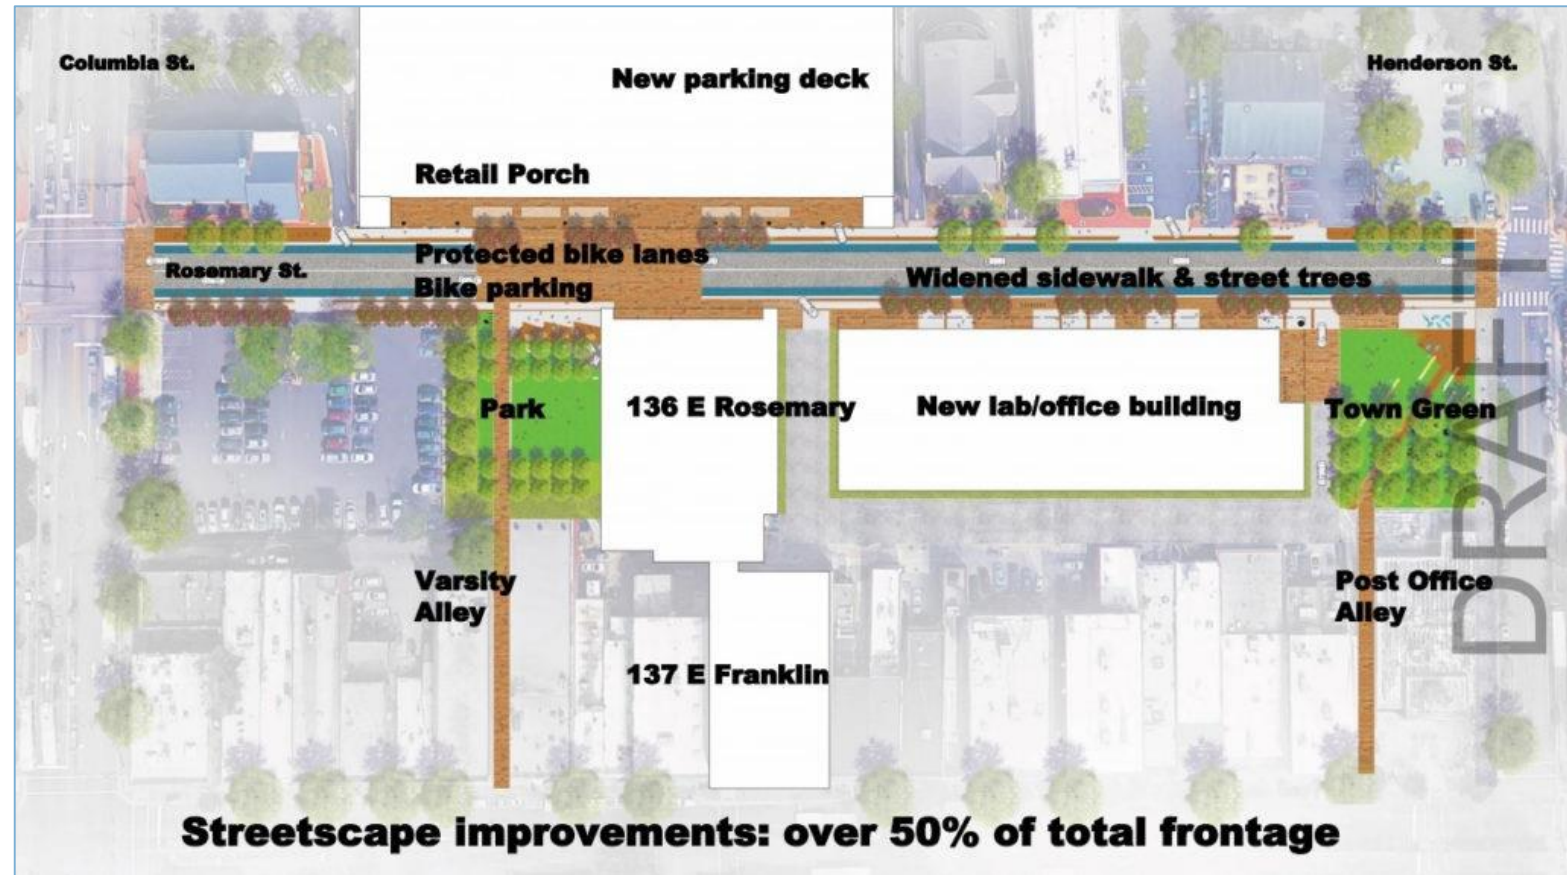 Columbia St.
Henderson St.
New parking deck
Retail Porch
Protected bike lanes
Rosemary St.
Bike parking
Widened sidewalk & street trees
Park
136 E Rosemary
New lab/office building
Town Green
Varsity
Alley
Post Office
Alley
137 E Franklin
DRAFT
Streetscape improvements: over 50% of total frontage